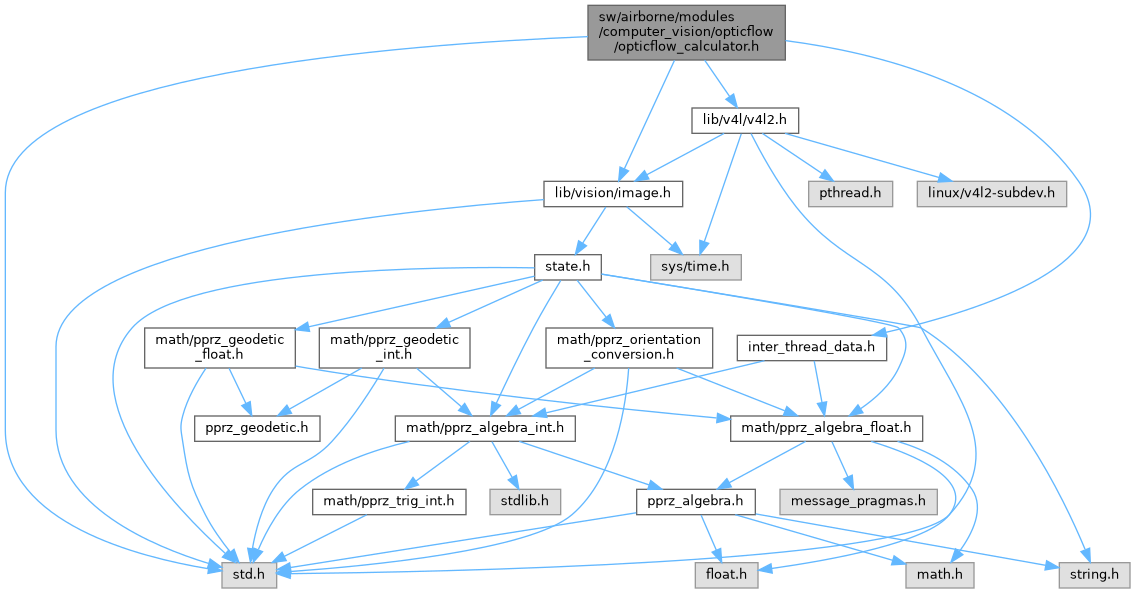 sw/airborne/modules
/computer_vision/opticflow
/opticflow_calculator.h
lib/v4l/v4l2.h
lib/vision/image.h
pthread.h
linux/v4l2-subdev.h
state.h
sys/time.h
math/pprz_geodetic
_float.h
math/pprz_geodetic
_int.h
math/pprz_orientation
_conversion.h
inter_thread_data.h
pprz_geodetic.h
math/pprz_algebra_int.h
math/pprz_algebra_float.h
math/pprz_trig_int.h
stdlib.h
pprz_algebra.h
message_pragmas.h
std.h
float.h
math.h
string.h